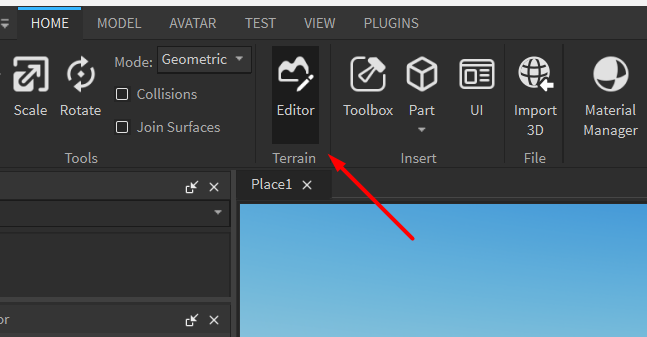 HOME MODEL AVATAR TEST VIEW PLUGINS
Mode: Geometric
Collisions
Join Surfaces
Scale Rotate
Editor
Toolbox Part UI
Import
3D
Material
Manager
Tools Terrain Insert File
Place1
or